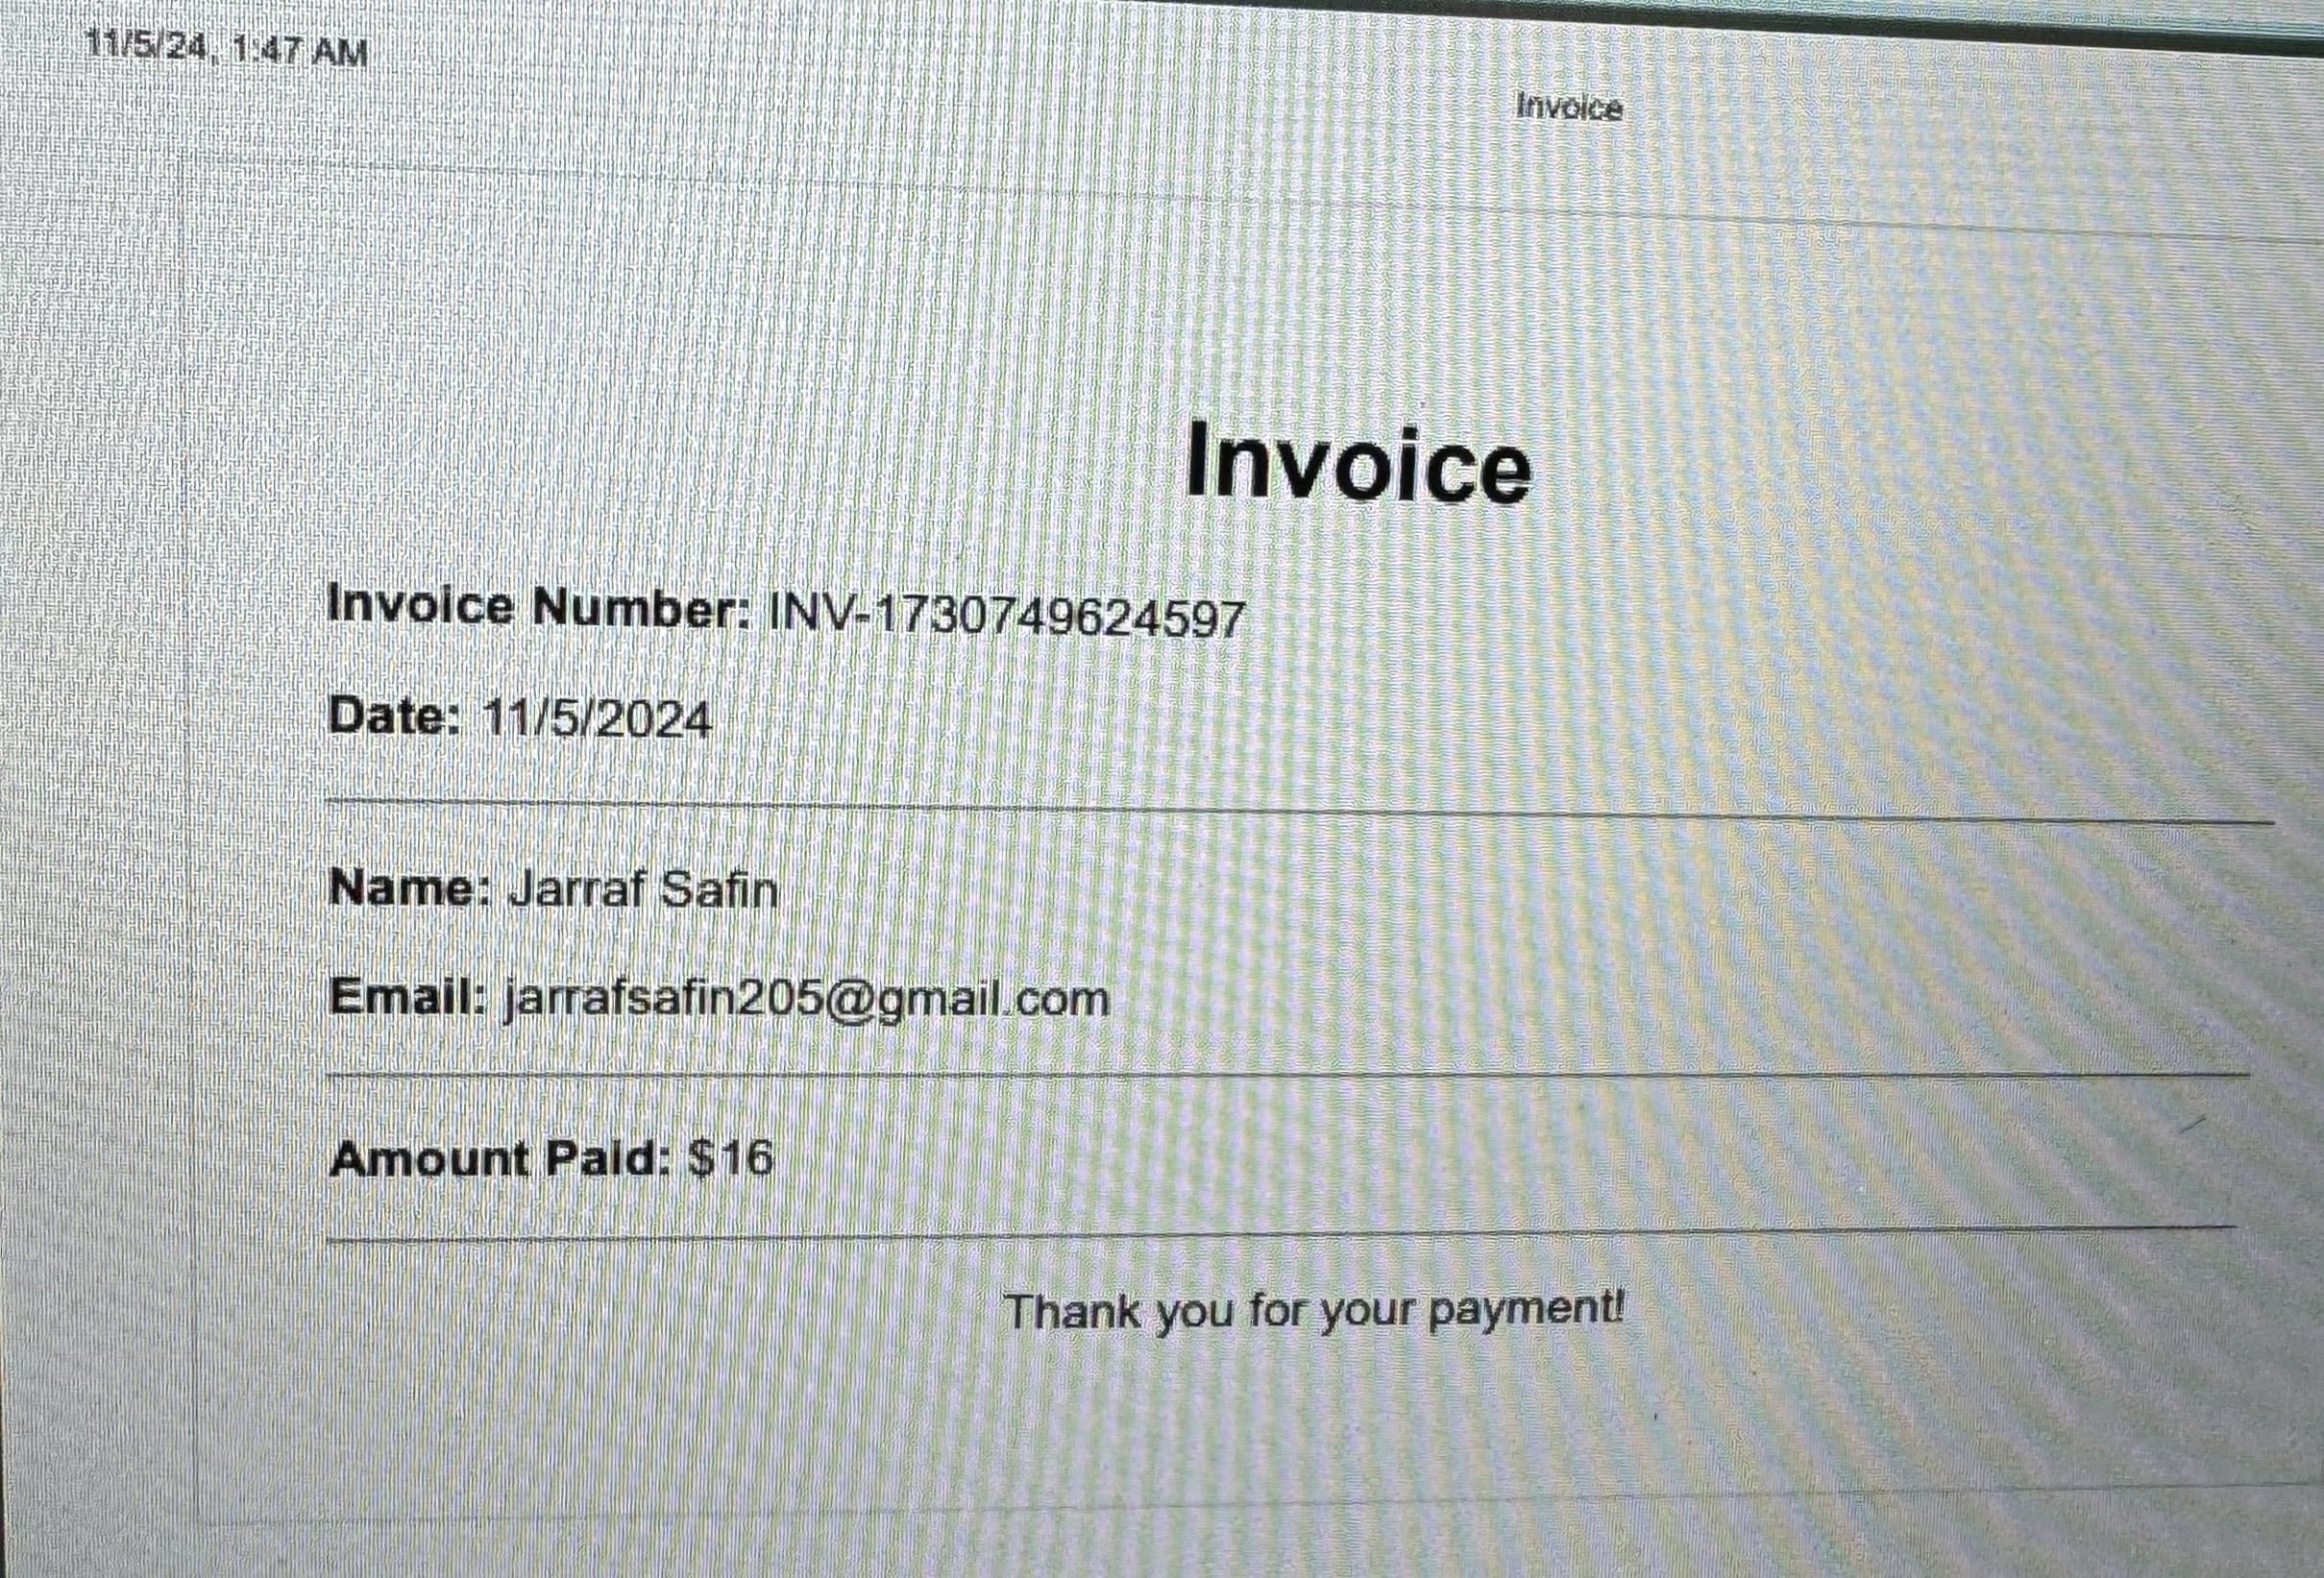 11/5/24, 1:47 AM
Invoice
Invoice
Invoice Number: INV-1730749624597
Date: 11/5/2024
Name: Jarraf Safin
Email: jarrafsafin205@gmail.com
Amount Paid: $16
Thank you for your payment!